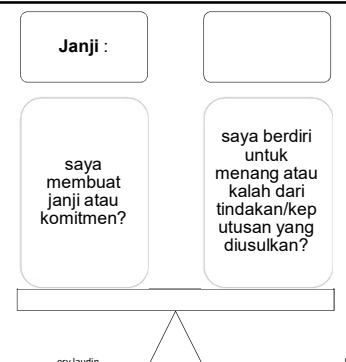 Janji :
saya
membuat
janji atau
komitmen?
saya berdiri
untuk
menang atau
kalah dari
tindakan/kep
utusan yang
diusulkan?